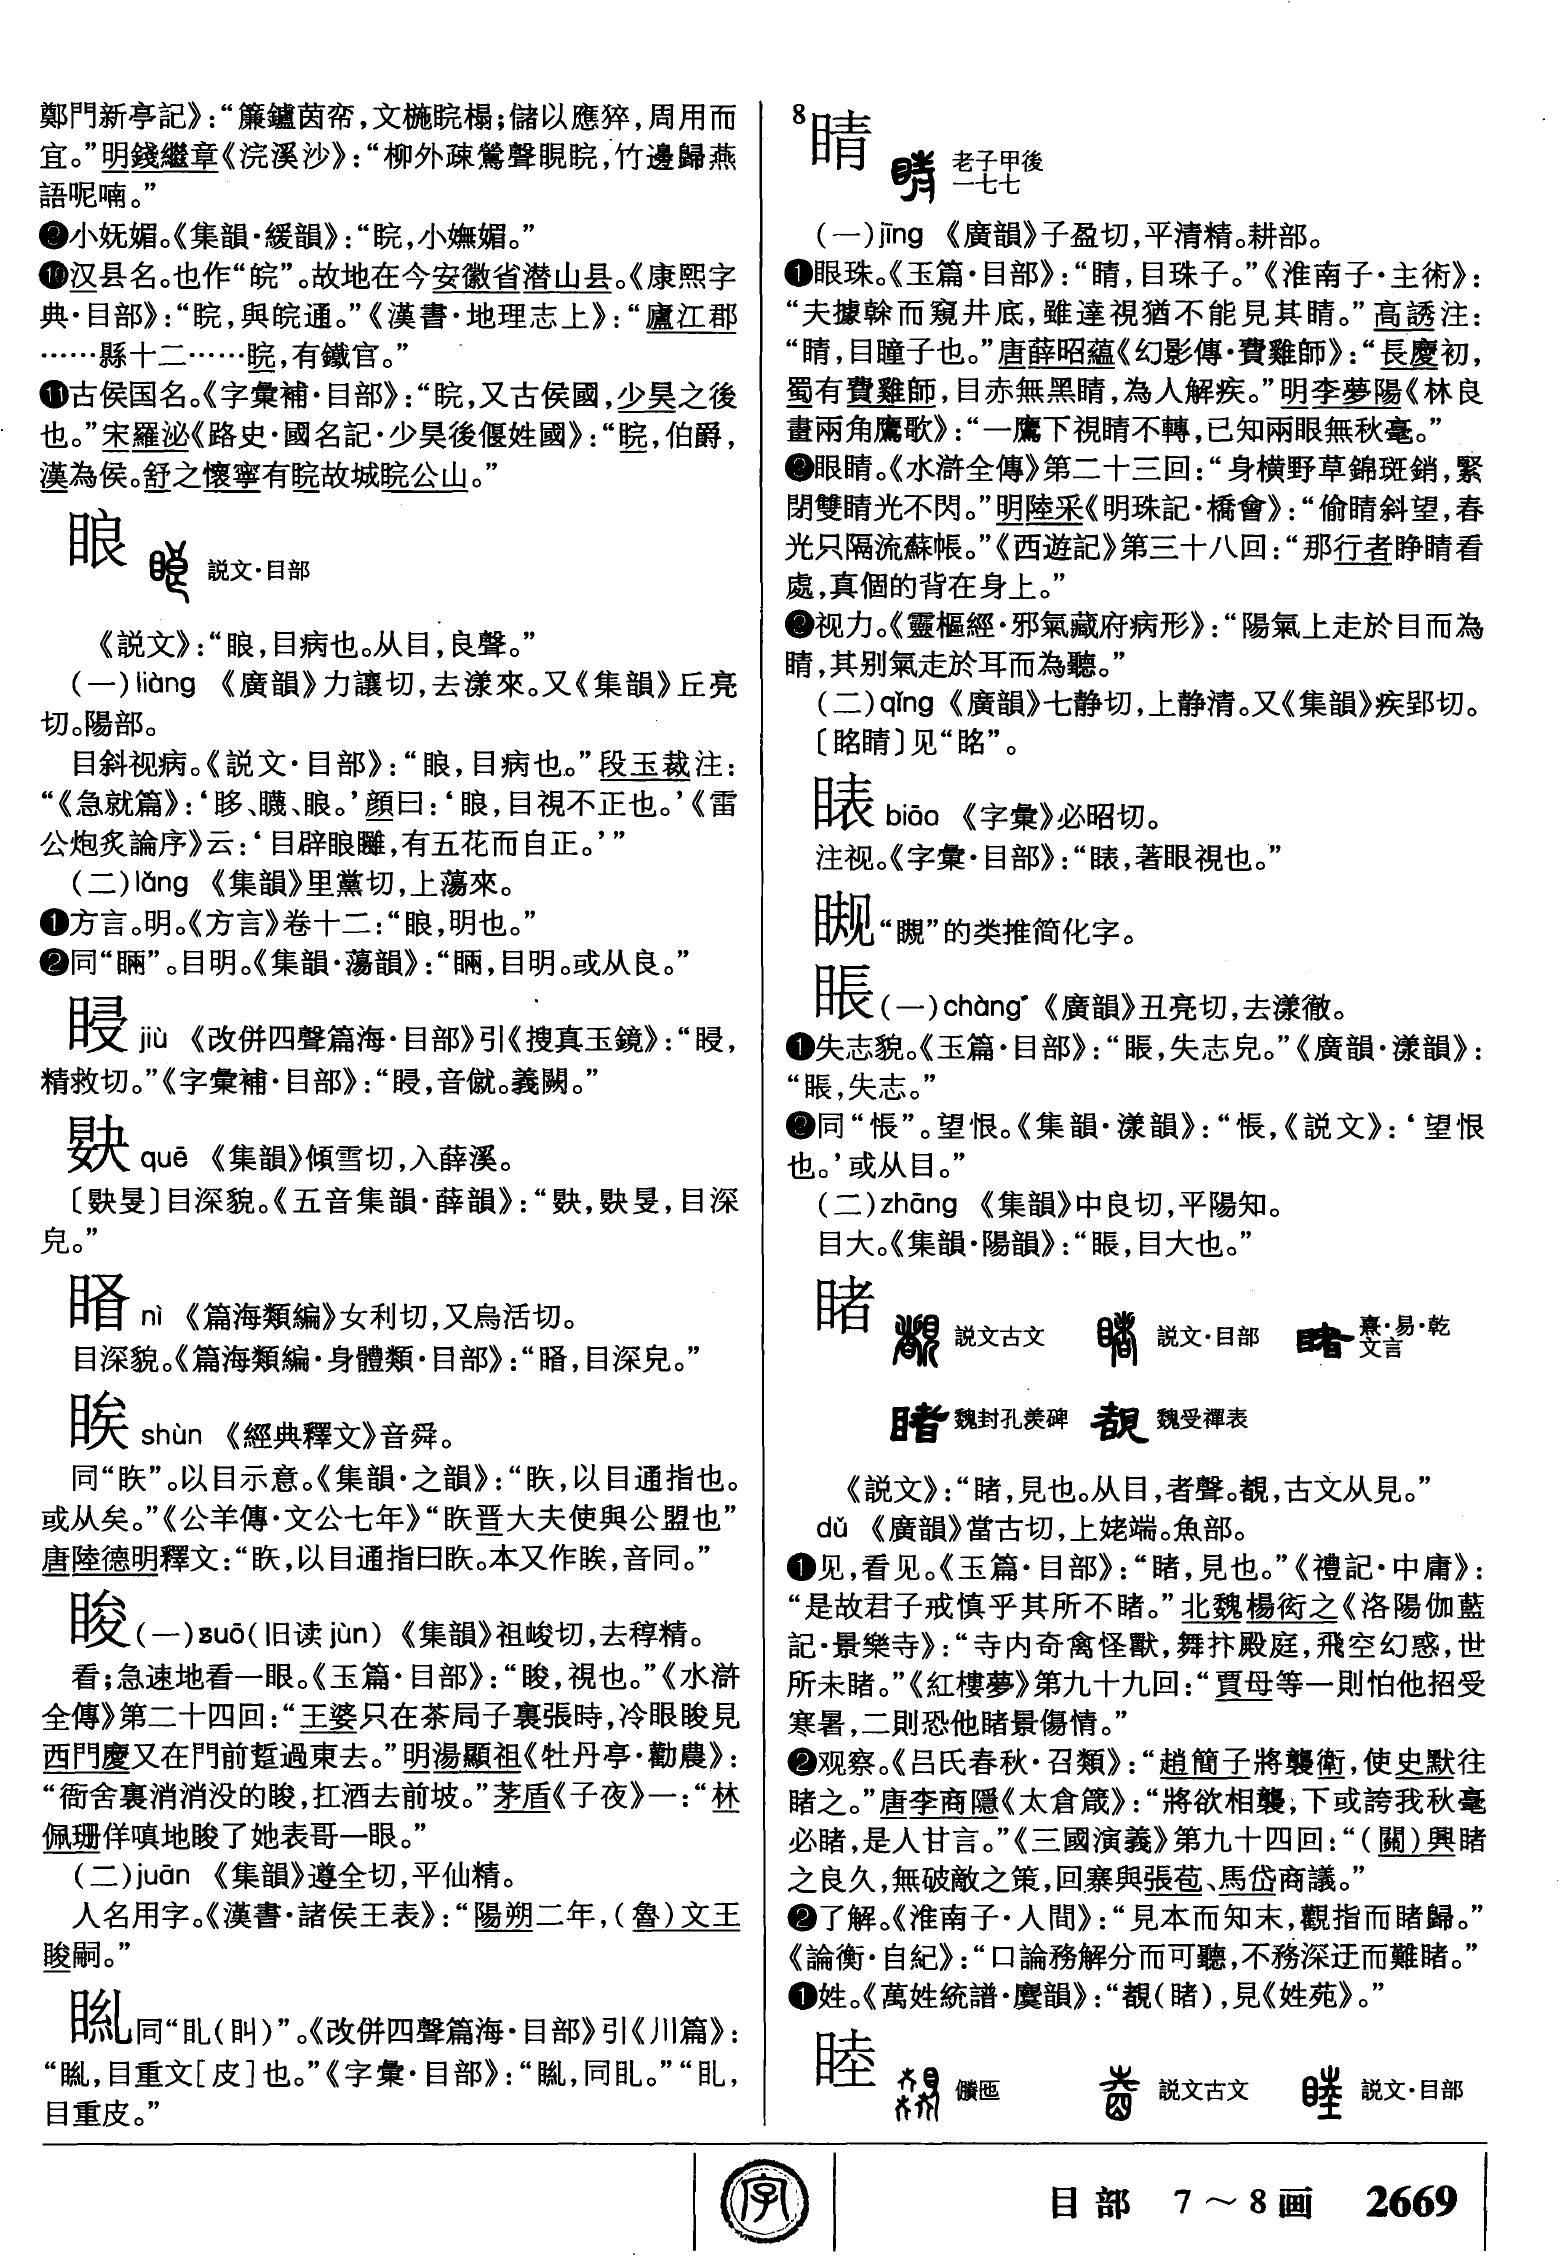 鄭門新亭記》：“簾鑪茵帟，文椸睆榻；儲以應猝，周用而
宜。”明錢繼章《浣溪沙》：“柳外疎鶯聲睍睆，竹邊歸燕
語呢喃。”
❷小妩媚。《集韻·緩韻》：“睆，小嫵媚。”
❿汉县名。也作“皖”。故地在今安徽省潜山县。《康熙字
典·目部》：“睆，與皖通。”《漢書·地理志上》：“廬江郡
……縣十二……睆，有鐵官。”
⓫古侯国名。《字彙補·目部》：“睆，又古侯國，少昊之後
也。”宋羅泌《路史·國名記·少昊後偃姓國》：“睆，伯爵，
漢為侯。舒之懷寧有睆故城睆公山。”
眼 説文·目部
《説文》：“䀶，目病也。从目，良聲。”
(一)liàng 《廣韻》力讓切，去漾來。又《集韻》丘亮
切。陽部。
目斜视病。《説文·目部》：“䀶，目病也。”段玉裁注：
“《急就篇》：‘眵、䁾、䀶。’顔曰：‘䀶，目視不正也。’《雷
公炮炙論序》云：‘目辟䀶䀶，有五花而自正。’”
(二)lǎng 《集韻》里黨切，上蕩來。
❶方言。明。《方言》卷十二：“䀶，明也。”
❷同“䁁”。目明。《集韻·蕩韻》：“䁁，目明。或从良。”
jiù 《改併四聲篇海·目部》引《搜真玉鏡》：“
精救切。”《字彙補·目部》：“，音僦。義闕。”
quē 《集韻》傾雪切，入薛溪。
目深貌。《五音集韻·薛韻》：“，目深
皃。”
nì 《篇海類編》女利切，又烏活切。
目深貌。《篇海類編·身體類·目部》：“，目深皃。”
䀢 shùn 《經典釋文》音舜。
同“眣”。以目示意。《集韻·之韻》：“眣，以目通指也。
或从矣。”《公羊傳·文公七年》“眣晋大夫使與公盟也”
唐陸德明釋文：“眣，以目通指曰眣。本又作䀢，音同。”
睃(一)suō(旧读jùn) 《集韻》祖峻切，去稕精。
看；急速地看一眼。《玉篇·目部》：“睃，視也。”《水滸
全傳》第二十四回：“王婆只在茶局子裏張時，冷眼睃見
西門慶又在門前踅過東去。”明湯顯祖《牡丹亭·勸農》：
“衙舍裏消消没的睃，扛酒去前坡。”茅盾《子夜》一：“林
佩珊佯嗔地睃了她表哥一眼。”
(二)juān 《集韻》遵全切，平仙精。
人名用字。《漢書·諸侯王表》：“陽朔二年，(魯)文王
睃嗣。”
同“(䀕)”。《改併四聲篇海·目部》引《川篇》：
“，目重文[皮]也。”《字彙·目部》：“，同。”“，
目重皮。”
8睛 老子甲後
一七七
(一)jīng 《廣韻》子盈切，平清精。耕部。
❶眼珠。《玉篇·目部》：“睛，目珠子。”《淮南子·主術》：
“夫據榦而窺井底，雖達視猶不能見其睛。”高誘注：
“睛，目瞳子也。”唐薛昭蘊《幻影傳·費雞師》：“長慶初，
蜀有費雞師，目赤無黑睛，為人解疾。”明李夢陽《林良
畫兩角鷹歌》：“一鷹下視睛不轉，已知兩眼無秋毫。”
❷眼睛。《水滸全傳》第二十三回：“身横野草錦斑銷，緊
閉雙睛光不閃。”明陸采《明珠記·橋會》：“偷睛斜望，春
光只隔流蘇帳。”《西遊記》第三十八回：“那行者睁睛看
處，真個的背在身上。”
❷视力。《靈樞經·邪氣藏府病形》：“陽氣上走於目而為
睛，其别氣走於耳而為聽。”
(二)qǐng 《廣韻》七静切，上静清。又《集韻》疾郢切。
〔眳睛〕见“眳”。
䁃 biāo 《字彙》必昭切。
注视。《字彙·目部》：“，著眼視也。”
“瞡”的类推简化字。
䀽(一)chàng 《廣韻》丑亮切，去漾徹。
❶失志貌。《玉篇·目部》：“，失志皃。”《廣韻·漾韻》：
“，失志。”
❷同“悵”。望恨。《集韻·漾韻》：“悵，《説文》：‘望恨
也。’或从目。”
(二)zhāng 《集韻》中良切，平陽知。
目大。《集韻·陽韻》：“，目大也。”
睹 説文古文 説文·目部 熹·易·乾
文言
魏封孔羨碑 魏受禪表
《説文》：“睹，見也。从目，者聲。覩，古文从見。”
dǔ 《廣韻》當古切，上姥端。魚部。
❶见，看见。《玉篇·目部》：“睹，見也。”《禮記·中庸》：
“是故君子戒慎乎其所不睹。”北魏楊衒之《洛陽伽藍
記·景樂寺》：“寺内奇禽怪獸，舞抃殿庭，飛空幻惑，世
所未睹。”《紅樓夢》第九十九回：“賈母等一則怕他招受
寒暑，二則恐他睹景傷情。”
❷观察。《吕氏春秋·召類》：“趙簡子將襲衛，使史默往
睹之。”唐李商隱《太倉箴》：“將欲相襲，下或誇我秋毫
必睹，是人甘言。”《三國演義》第九十四回：“(關)興睹
之良久，無破敵之策，回寨與張苞、馬岱商議。”
❷了解。《淮南子·人間》：“見本而知末，觀指而睹歸。”
《論衡·自紀》：“口論務解分而可聽，不務深迂而難睹。”
❶姓。《萬姓統譜·麌韻》：“覩(睹)，見《姓苑》。”
睦 儥匜 説文古文 説文·目部
字 目部 7～8画 2669